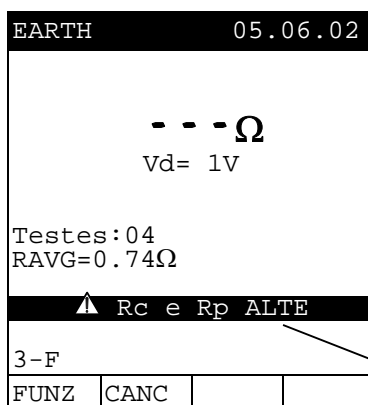 EARTH 05.06.02
- - -Ω
Vd= 1V
Testes:04
RAVG=0.74Ω
⚠ Rc e Rp ALTE
3-F
FUNZ CANC